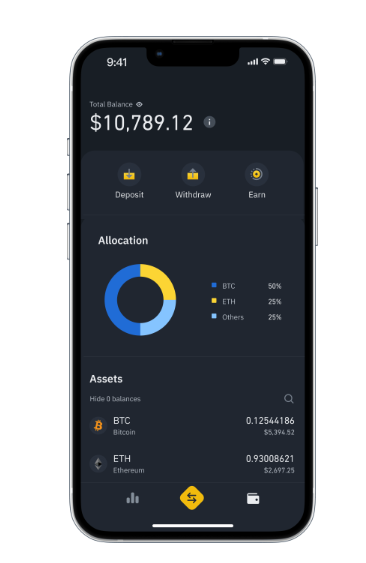 9:41
Total Balance
$10,789.12
Deposit Withdraw Earn
Allocation
BTC 50%
ETH 25%
Others 25%
Assets
Hide 0 balances
BTC 0.12544186
Bitcoin $5,394.52
ETH 0.93008621
Ethereum $2,697.25